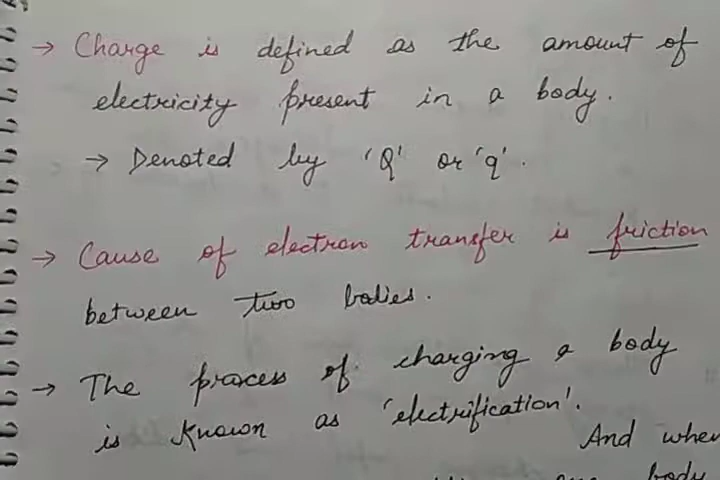 → Charge is defined as the amount of
electricity present in a body.
→ Denoted by 'Q' or 'q'.
→ Cause of electron transfer is friction
between two bodies.
→ The process of charging a body
is known as 'electrification'.
And when
body